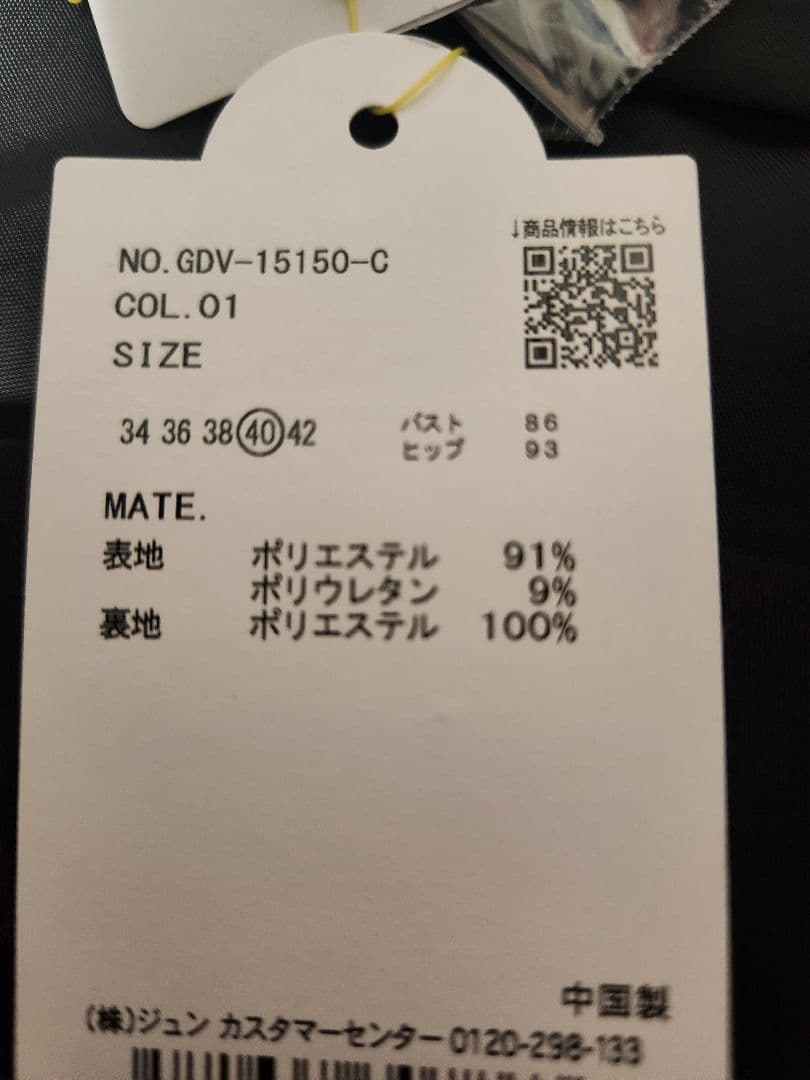 ↓商品情報はこちら
NO.GDV-15150-C
COL.01
SIZE
34 36 38 40 42
バスト 86
ヒップ 93
MATE.
表地 ポリエステル 91%
ポリウレタン 9%
裏地 ポリエステル 100%
中国製
(株)ジュン カスタマーセンター 0120-298-133